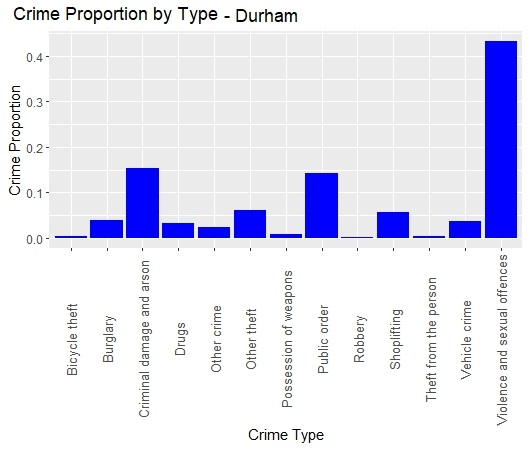 Crime Proportion by Type - Durham
Crime Proportion
0.4
0.3
0.2
0.1
0.0
Bicycle theft
Burglary
Criminal damage and arson
Drugs
Other crime
Other theft
Possession of weapons
Public order
Robbery
Shoplifting
Theft from the person
Vehicle crime
Violence and sexual offences
Crime Type